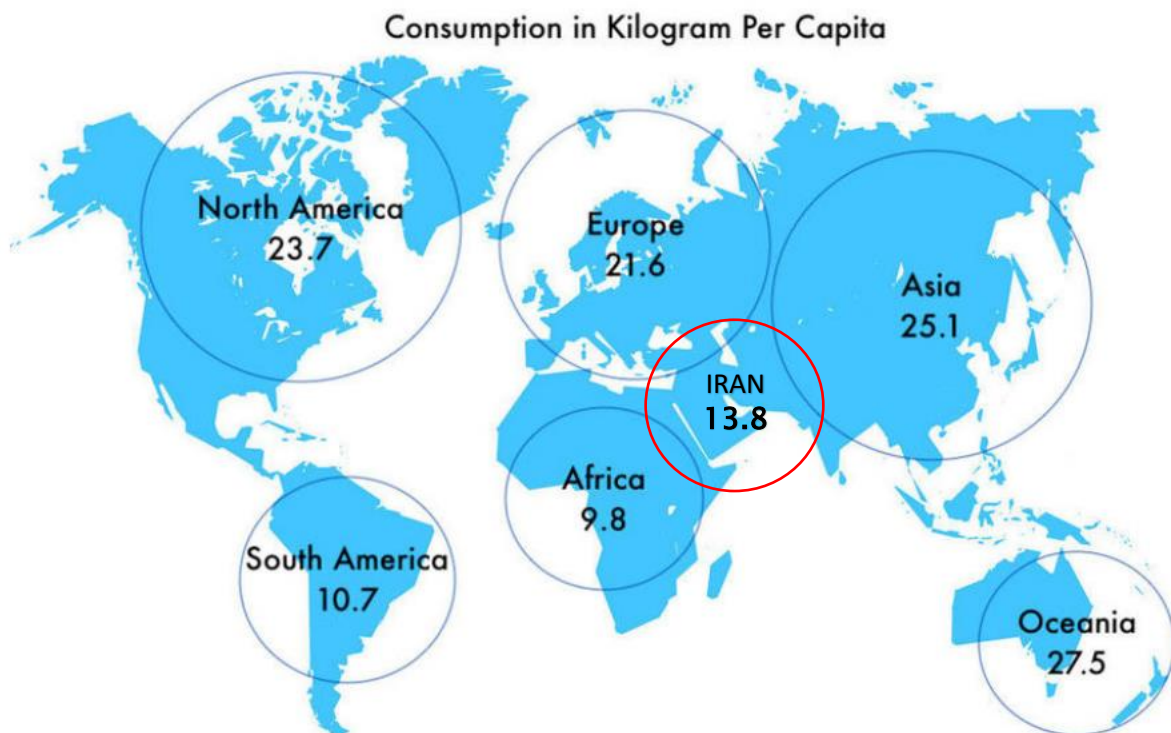 Consumption in Kilogram Per Capita
North America
23.7
Europe
21.6
Asia
25.1
IRAN
13.8
Africa
9.8
South America
10.7
Oceania
27.5